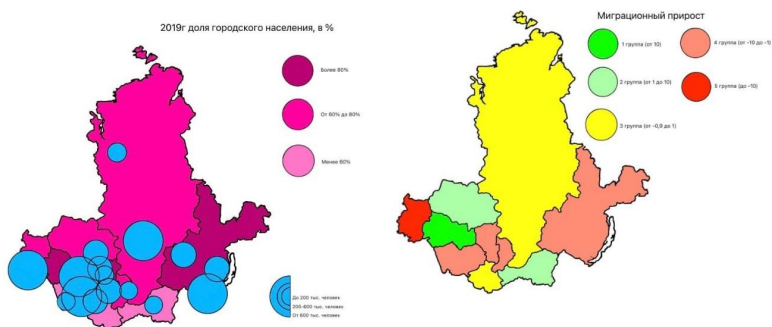 2019г доля городского населения, в %
Более 80%
От 60% до 80%
Менее 60%
До 200 тыс. человек
200-600 тыс. человек
От 600 тыс. человек
Миграционный прирост
1 группа (от 10)
2 группа (от 1 до 10)
3 группа (от -0,9 до 1)
4 группа (от -10 до -1)
5 группа (до -10)